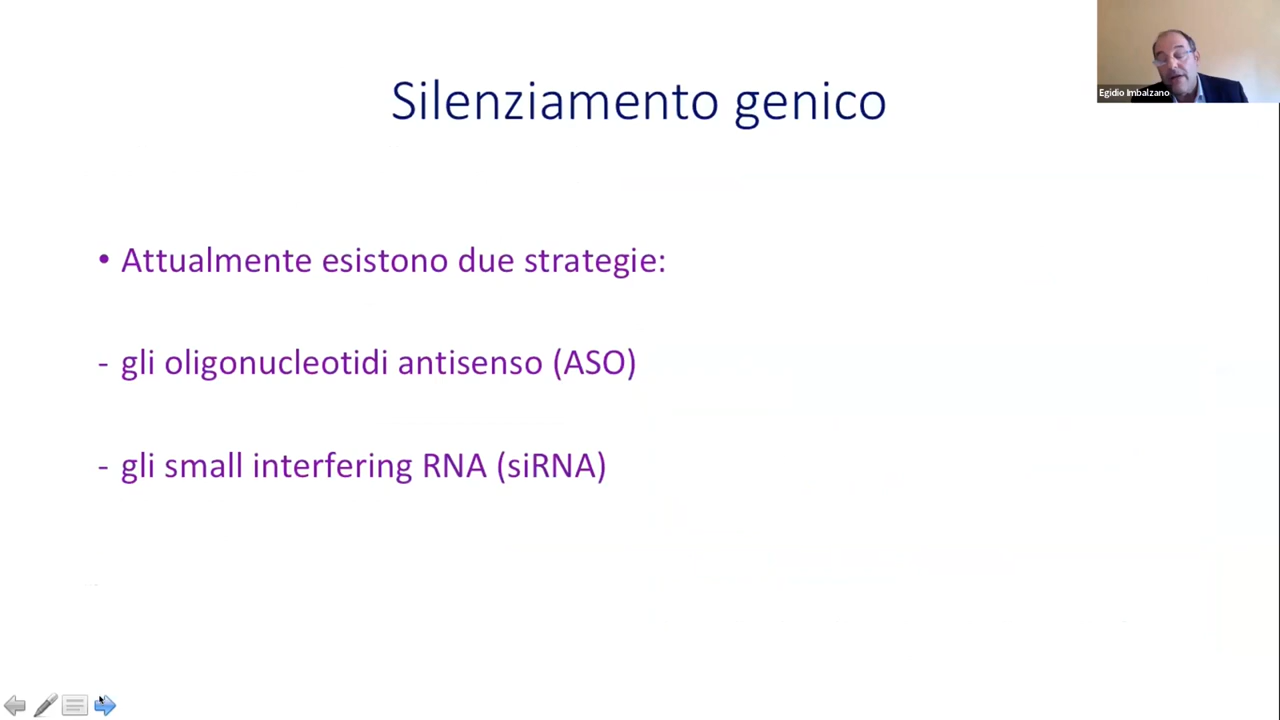 Egidio Imbalzano
Silenziamento genico
• Attualmente esistono due strategie:
- gli oligonucleotidi antisenso (ASO)
- gli small interfering RNA (siRNA)